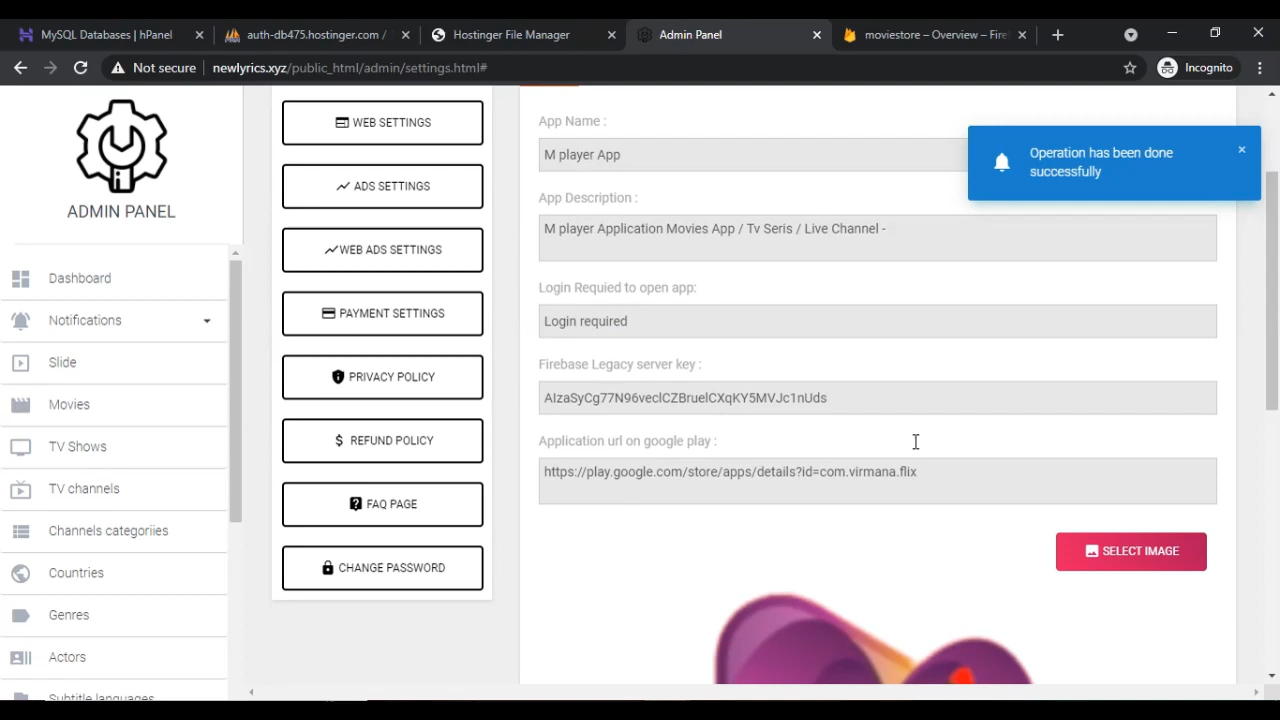 MySQL Databases | hPanel
auth-db475.hostinger.com /
Hostinger File Manager
Admin Panel
moviestore – Overview – Fire
Not secure
newlyrics.xyz/public_html/admin/settings.html#
Incognito
ADMIN PANEL
Dashboard
Notifications
Slide
Movies
TV Shows
TV channels
Channels categoriies
Countries
Genres
Actors
Subtitle languages
WEB SETTINGS
ADS SETTINGS
WEB ADS SETTINGS
PAYMENT SETTINGS
PRIVACY POLICY
REFUND POLICY
FAQ PAGE
CHANGE PASSWORD
App Name :
M player App
App Description :
M player Application Movies App / Tv Seris / Live Channel -
Login Requied to open app:
Login required
Firebase Legacy server key :
AIzaSyCg77N96veclCZBruelCXqKY5MVJc1nUds
Application url on google play :
https://play.google.com/store/apps/details?id=com.virmana.flix
SELECT IMAGE
Operation has been done
successfully